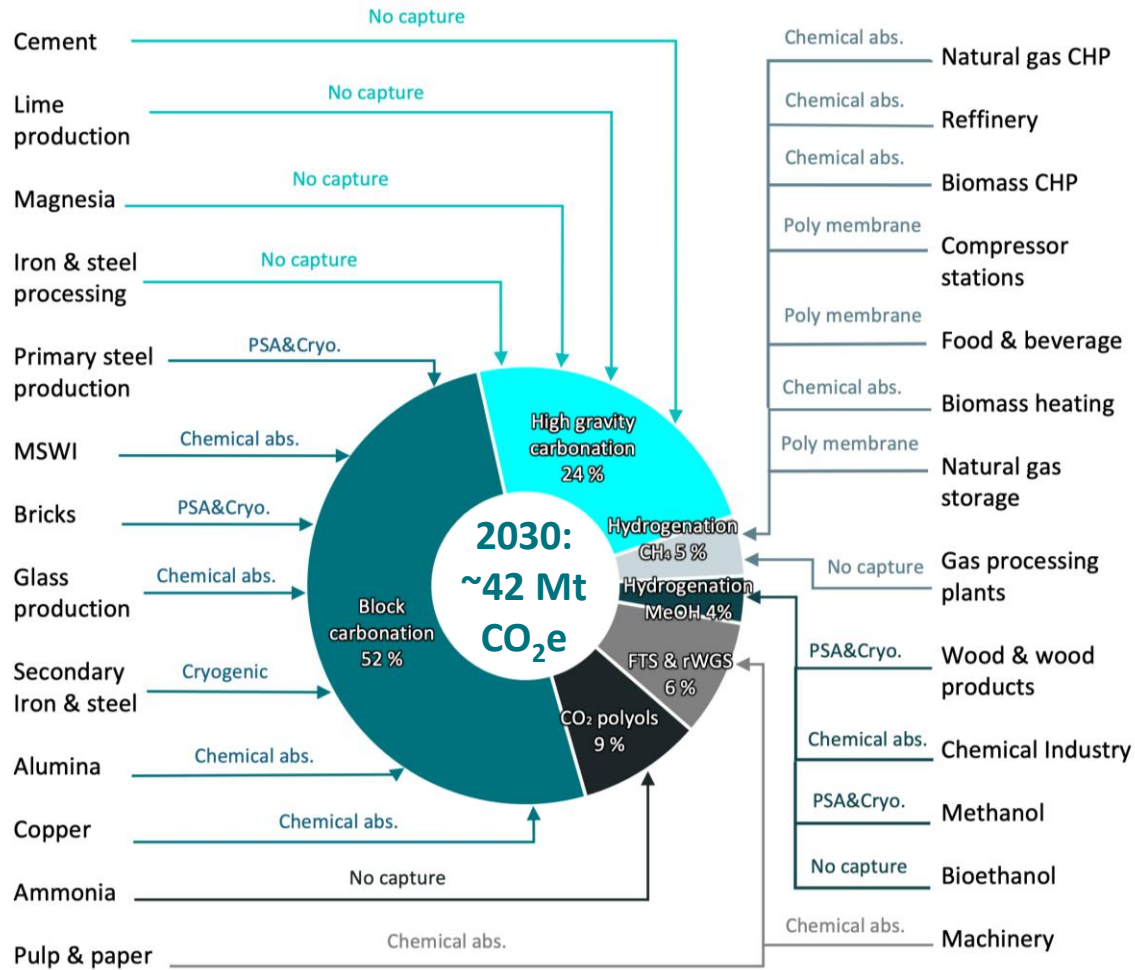 Cement
No capture
Lime
production
No capture
Magnesia
No capture
Iron & steel
processing
No capture
Primary steel
production
PSA&Cryo.
MSWI
Chemical abs.
Bricks
PSA&Cryo.
Glass
production
Chemical abs.
Secondary
Iron & steel
Cryogenic
Alumina
Chemical abs.
Copper
Chemical abs.
Ammonia
No capture
Pulp & paper
Chemical abs.
High gravity
carbonation
24 %
Hydrogenation
CH₄ 5 %
Hydrogenation
MeOH 4%
FTS & rWGS
6 %
CO₂ polyols
9 %
Block
carbonation
52 %
2030:
~42 Mt
CO₂e
Chemical abs.
Natural gas CHP
Chemical abs.
Reffinery
Chemical abs.
Biomass CHP
Poly membrane
Compressor
stations
Poly membrane
Food & beverage
Chemical abs.
Biomass heating
Poly membrane
Natural gas
storage
No capture
Gas processing
plants
PSA&Cryo.
Wood & wood
products
Chemical abs.
Chemical Industry
PSA&Cryo.
Methanol
No capture
Bioethanol
Chemical abs.
Machinery